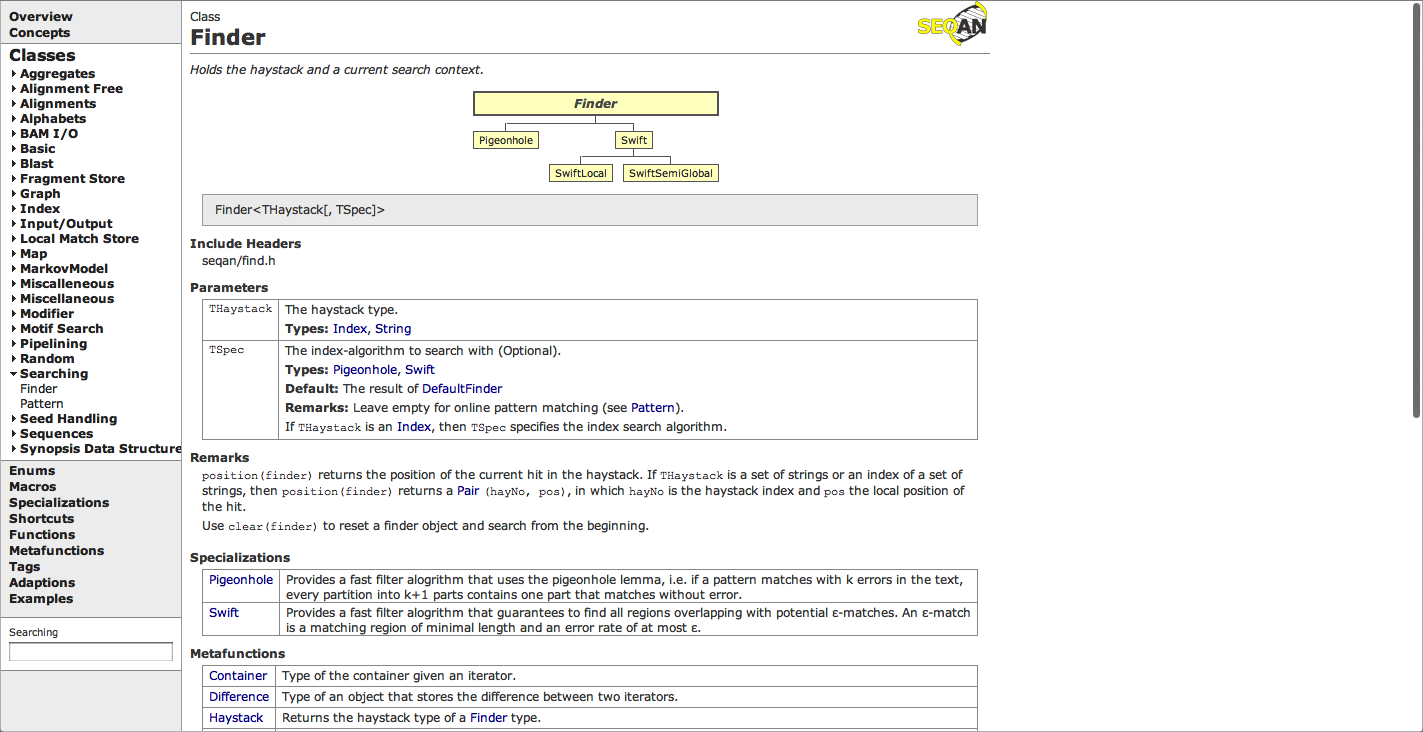 Overview
Concepts
Classes
Aggregates
Alignment Free
Alignments
Alphabets
BAM I/O
Basic
Blast
Fragment Store
Graph
Index
Input/Output
Local Match Store
Map
MarkovModel
Miscalleneous
Miscellaneous
Modifier
Motif Search
Pipelining
Random
Searching
Finder
Pattern
Seed Handling
Sequences
Synopsis Data Structure
Enums
Macros
Specializations
Shortcuts
Functions
Metafunctions
Tags
Adaptions
Examples
Searching
Class
Finder
SEQAN
Holds the haystack and a current search context.
Finder
Pigeonhole Swift
SwiftLocal SwiftSemiGlobal
Finder<THaystack[, TSpec]>
Include Headers
seqan/find.h
Parameters
THaystack The haystack type.
Types: Index, String
TSpec The index-algorithm to search with (Optional).
Types: Pigeonhole, Swift
Default: The result of DefaultFinder
Remarks: Leave empty for online pattern matching (see Pattern).
If THaystack is an Index, then TSpec specifies the index search algorithm.
Remarks
position(finder) returns the position of the current hit in the haystack. If THaystack is a set of strings or an index of a set of
strings, then position(finder) returns a Pair (hayNo, pos), in which hayNo is the haystack index and pos the local position of
the hit.
Use clear(finder) to reset a finder object and search from the beginning.
Specializations
Pigeonhole Provides a fast filter alogrithm that uses the pigeonhole lemma, i.e. if a pattern matches with k errors in the text,
every partition into k+1 parts contains one part that matches without error.
Swift Provides a fast filter alogrithm that guarantees to find all regions overlapping with potential ε-matches. An ε-match
is a matching region of minimal length and an error rate of at most ε.
Metafunctions
Container Type of the container given an iterator.
Difference Type of an object that stores the difference between two iterators.
Haystack Returns the haystack type of a Finder type.